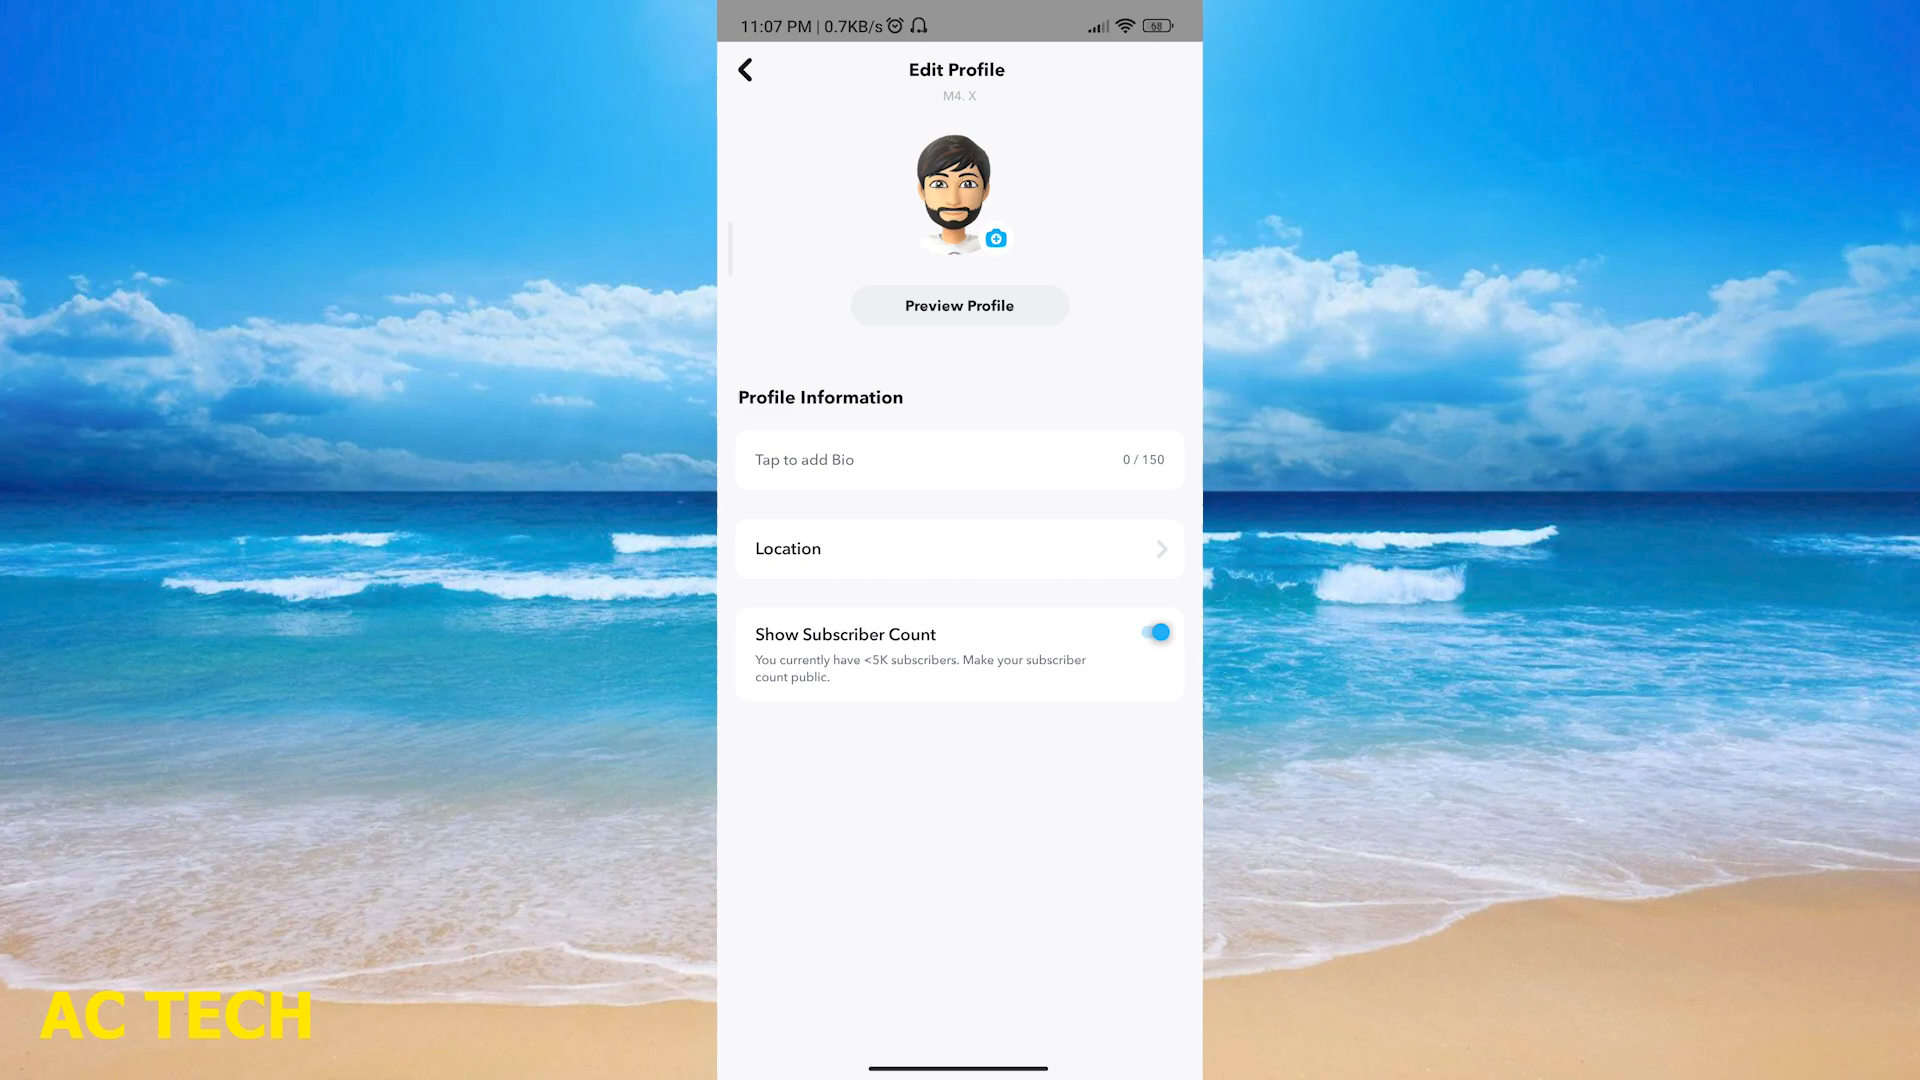 11:07 PM | 0.7KB/s
68
Edit Profile
M4. X
Preview Profile
Profile Information
Tap to add Bio
0 / 150
Location
Show Subscriber Count
You currently have <5K subscribers. Make your subscriber
count public.
AC TECH